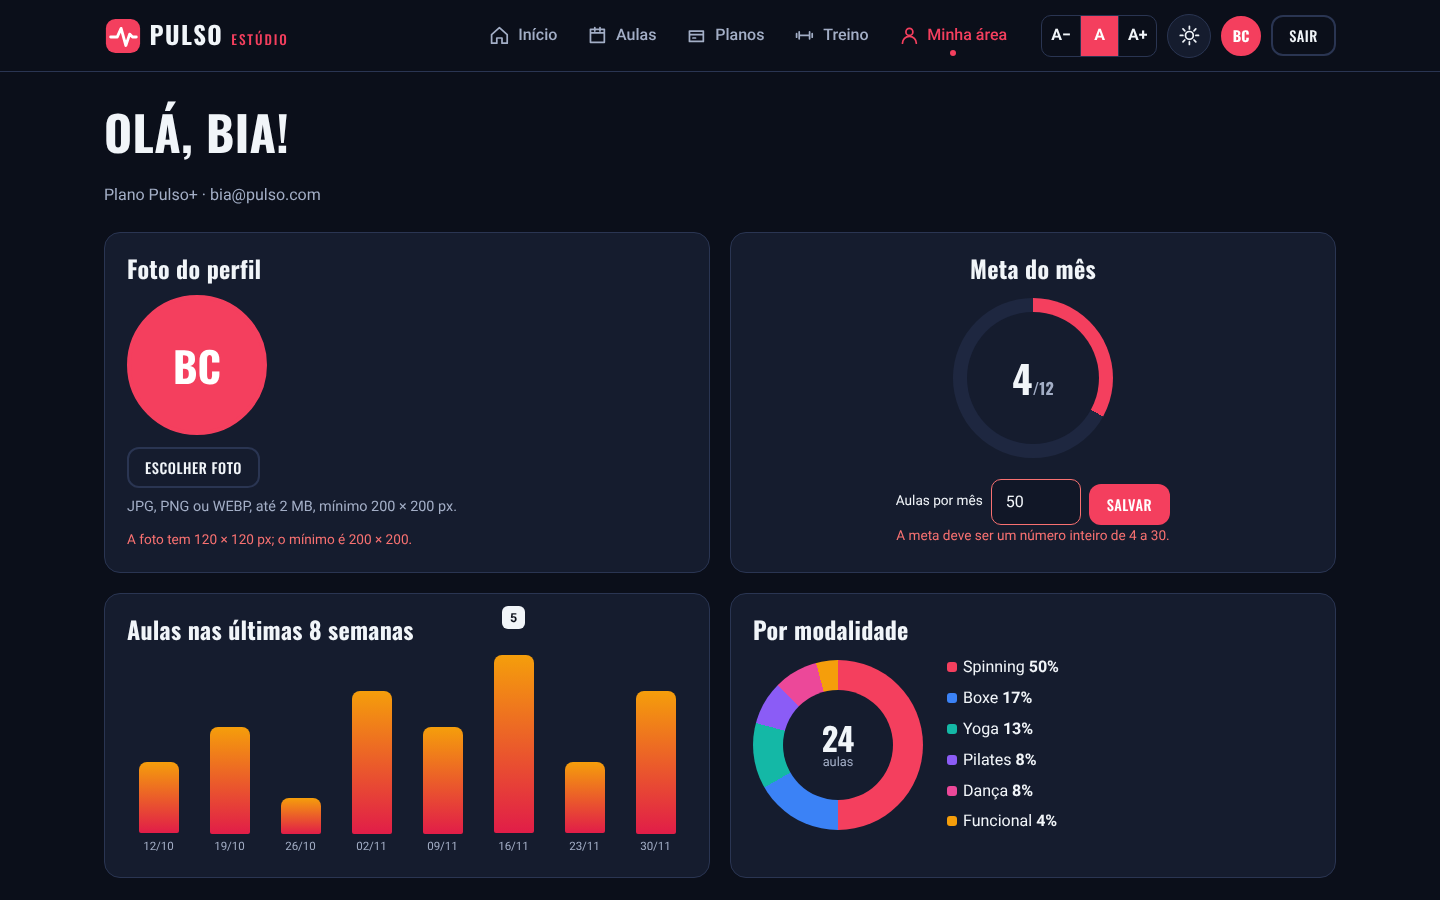 PULSO ESTÚDIO
Início
Aulas
Planos
Treino
Minha área
A−
A
A+
BC
SAIR
OLÁ, BIA!
Plano Pulso+ · bia@pulso.com
Foto do perfil
BC
ESCOLHER FOTO
JPG, PNG ou WEBP, até 2 MB, mínimo 200 × 200 px.
A foto tem 120 × 120 px; o mínimo é 200 × 200.
Meta do mês
4/12
Aulas por mês
50
SALVAR
A meta deve ser um número inteiro de 4 a 30.
Aulas nas últimas 8 semanas
5
12/10
19/10
26/10
02/11
09/11
16/11
23/11
30/11
Por modalidade
24
aulas
Spinning 50%
Boxe 17%
Yoga 13%
Pilates 8%
Dança 8%
Funcional 4%